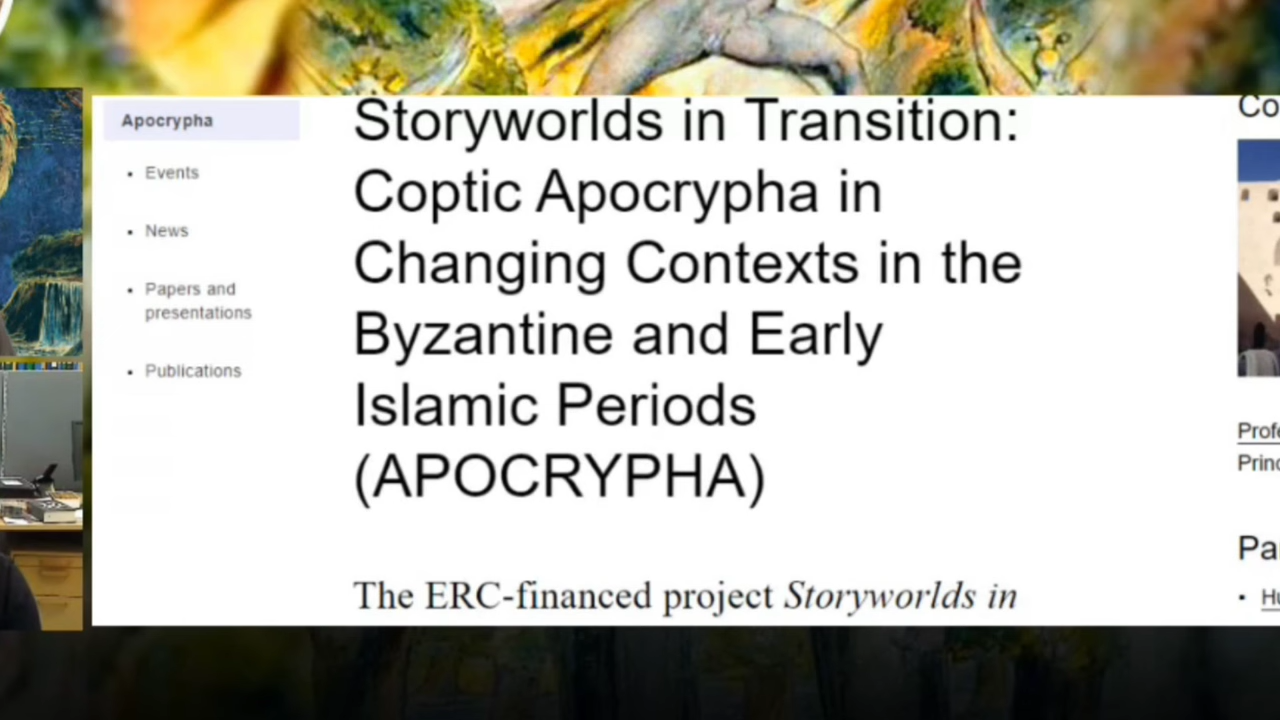 Apocrypha
• Events
• News
• Papers and
presentations
• Publications
Storyworlds in Transition:
Coptic Apocrypha in
Changing Contexts in the
Byzantine and Early
Islamic Periods
(APOCRYPHA)
The ERC-financed project Storyworlds in